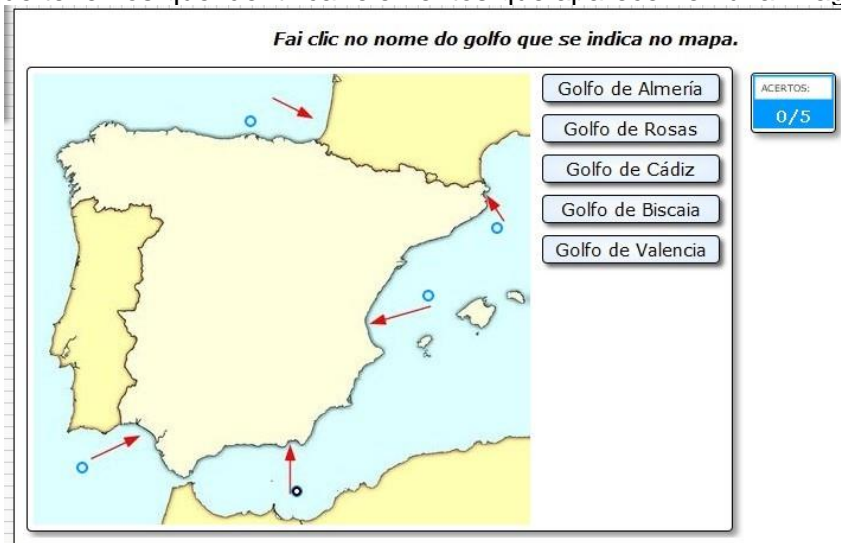 Fai clic no nome do golfo que se indica no mapa.
Golfo de Almería
Golfo de Rosas
Golfo de Cádiz
Golfo de Biscaia
Golfo de Valencia
ACERTOS:
0/5